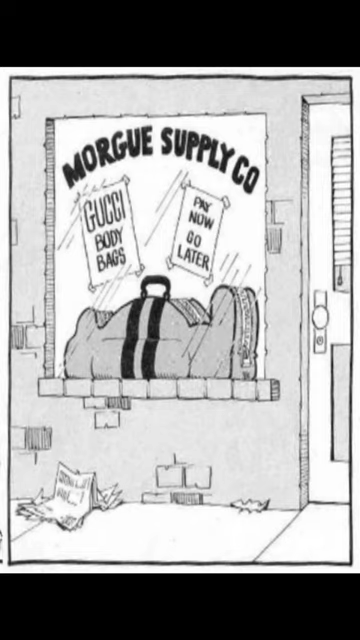 MORGUE SUPPLY CO
GUCCI
BODY
BAGS
PAY
NOW
GO
LATER